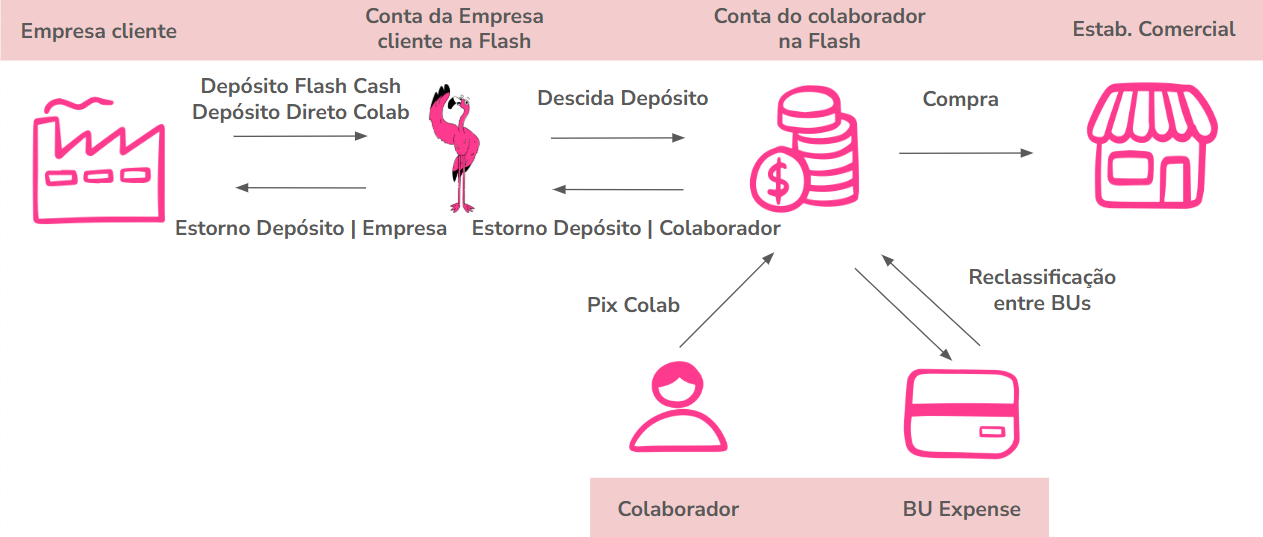 Empresa cliente
Conta da Empresa
cliente na Flash
Conta do colaborador
na Flash
Estab. Comercial
Depósito Flash Cash
Depósito Direto Colab
Descida Depósito
Compra
$
Estorno Depósito | Empresa
Estorno Depósito | Colaborador
Pix Colab
Reclassificação
entre BUs
Colaborador
BU Expense